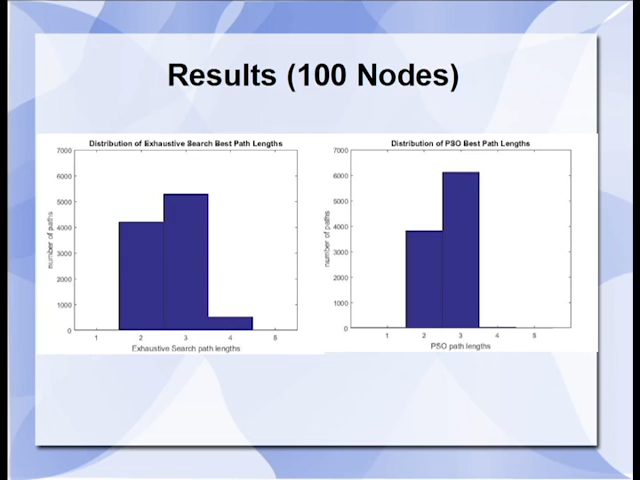 Results (100 Nodes)
Distribution of Exhaustive Search Best Path Lengths
7000
6000
5000
4000
3000
2000
1000
0
number of paths
1 2 3 4 5
Exhaustive Search path lengths
Distribution of PSO Best Path Lengths
7000
6000
5000
4000
3000
2000
1000
0
number of paths
1 2 3 4 5
PSO path lengths